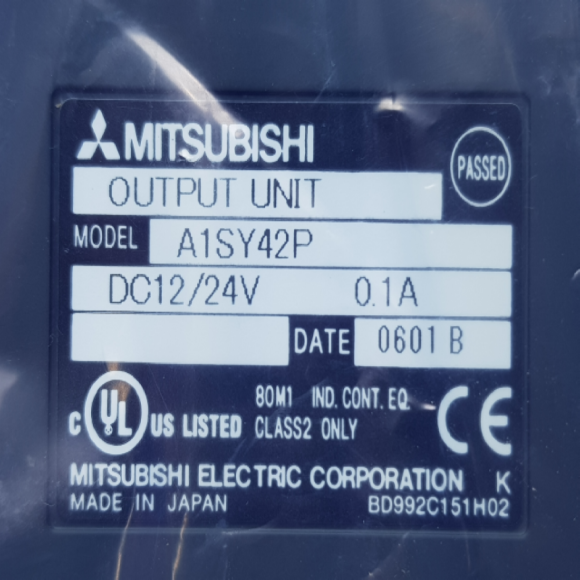 MITSUBISHI
PASSED
OUTPUT UNIT
MODEL A1SY42P
DC12/24V 0.1A
DATE 0601 B
C UL US LISTED
80M1 IND. CONT. EQ.
CLASS2 ONLY
CE
MITSUBISHI ELECTRIC CORPORATION K
MADE IN JAPAN BD992C151H02